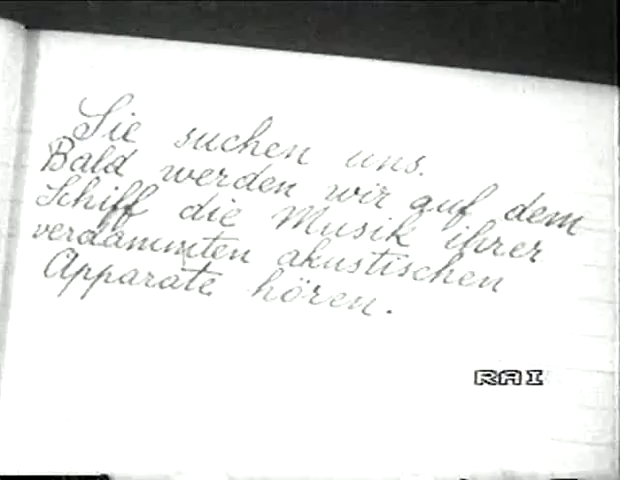 Sie suchen uns.
Bald werden wir auf dem
Schiff die Musik ihrer
verdammten akustischen
Apparate hören.
RAI